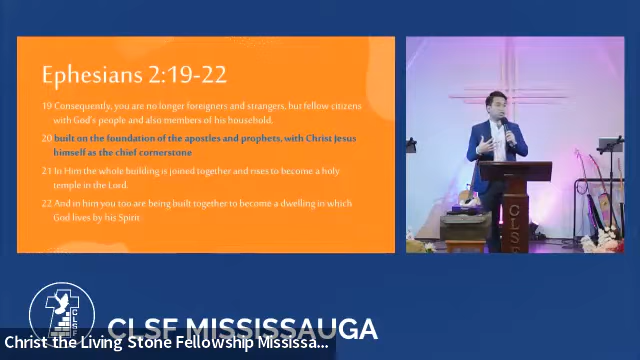 Ephesians 2:19-22
19 Consequently, you are no longer foreigners and strangers, but fellow citizens
with God's people and also members of his household.
20 built on the foundation of the apostles and prophets, with Christ Jesus
himself as the chief cornerstone
21 In Him the whole building is joined together and rises to become a holy
temple in the Lord.
22 And in him you too are being built together to become a dwelling in which
God lives by his Spirit
CLSF
CLSF
CLSF MISSISSAUGA
Christ the Living Stone Fellowship Mississa...